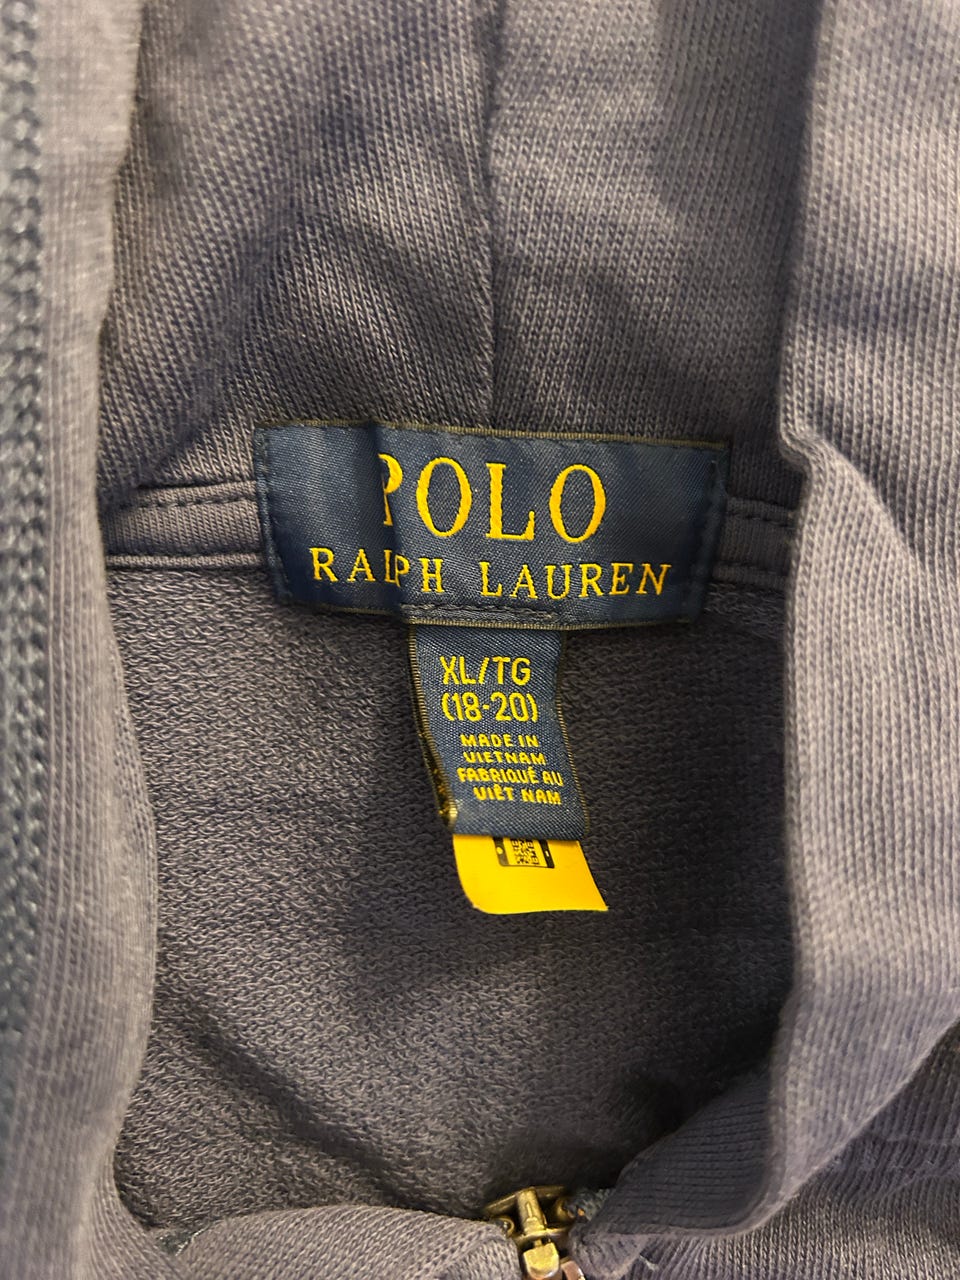 POLO
RALPH LAUREN
XL/TG
(18-20)
MADE IN
VIETNAM
FABRIQUÉ AU
VIÊT NAM